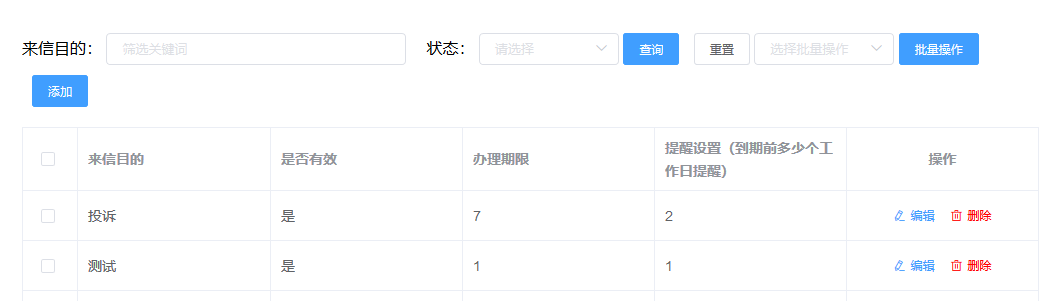 来信目的： 筛选关键词 状态： 请选择 查询 重置 选择批量操作 批量操作
添加
来信目的 是否有效 办理期限 提醒设置（到期前多少个工作日提醒） 操作
投诉 是 7 2 编辑 删除
测试 是 1 1 编辑 删除